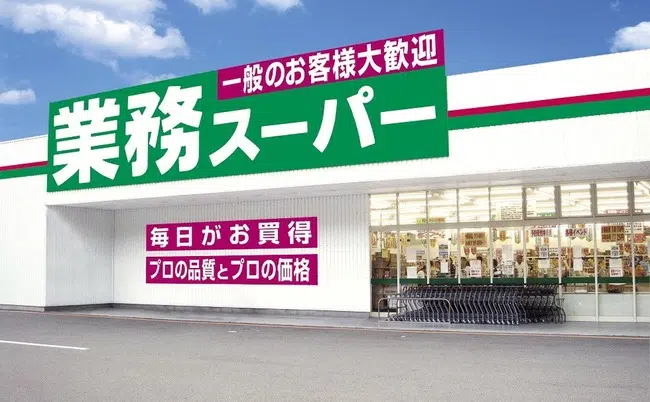 一般のお客様大歓迎
業務スーパー
毎日がお買得
プロの品質とプロの価格